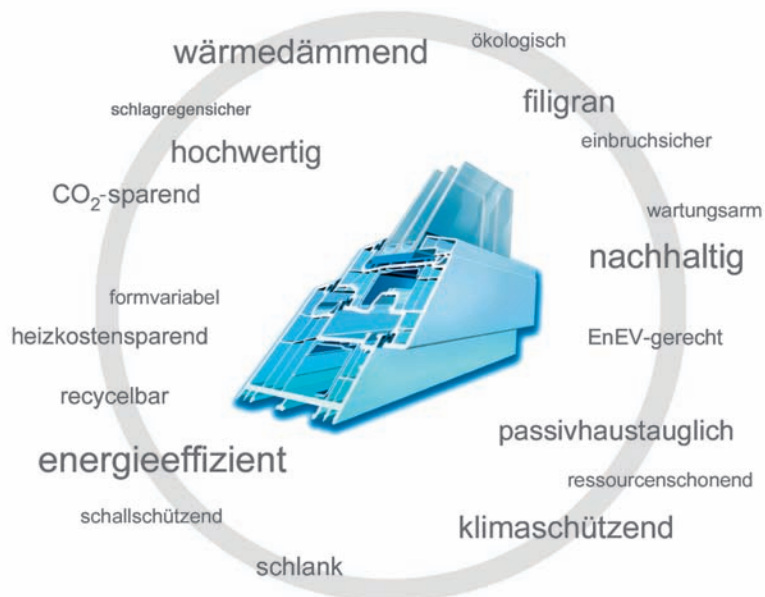 ökologisch
wärmedämmend
filigran
schlagregensicher
einbruchsicher
hochwertig
CO₂-sparend
wartungsarm
nachhaltig
formvariabel
heizkostensparend
EnEV-gerecht
recycelbar
passivhaustauglich
energieeffizient
ressourcenschonend
schallschützend
klimaschützend
schlank